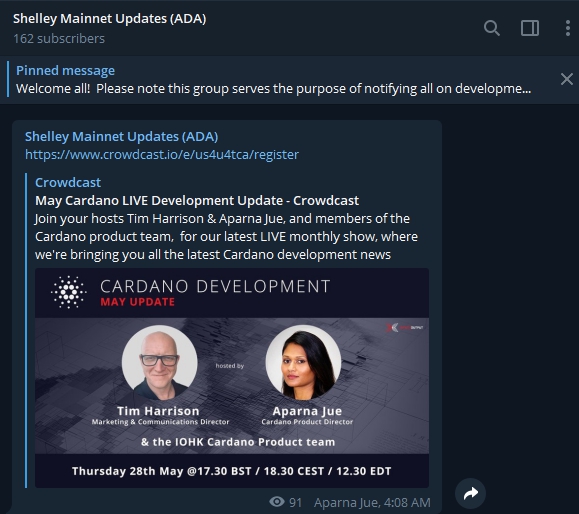 Shelley Mainnet Updates (ADA)
162 subscribers
Pinned message
Welcome all!  Please note this group serves the purpose of notifying all on developme...
Shelley Mainnet Updates (ADA)
https://www.crowdcast.io/e/us4u4tca/register
Crowdcast
May Cardano LIVE Development Update - Crowdcast
Join your hosts Tim Harrison & Aparna Jue, and members of the
Cardano product team,  for our latest LIVE monthly show, where
we're bringing you all the latest Cardano development news
CARDANO DEVELOPMENT
MAY UPDATE
hosted by
Tim Harrison
Marketing & Communications Director
Aparna Jue
Cardano Product Director
& the IOHK Cardano Product team
Thursday 28th May @17.30 BST / 18.30 CEST / 12.30 EDT
91 Aparna Jue, 4:08 AM